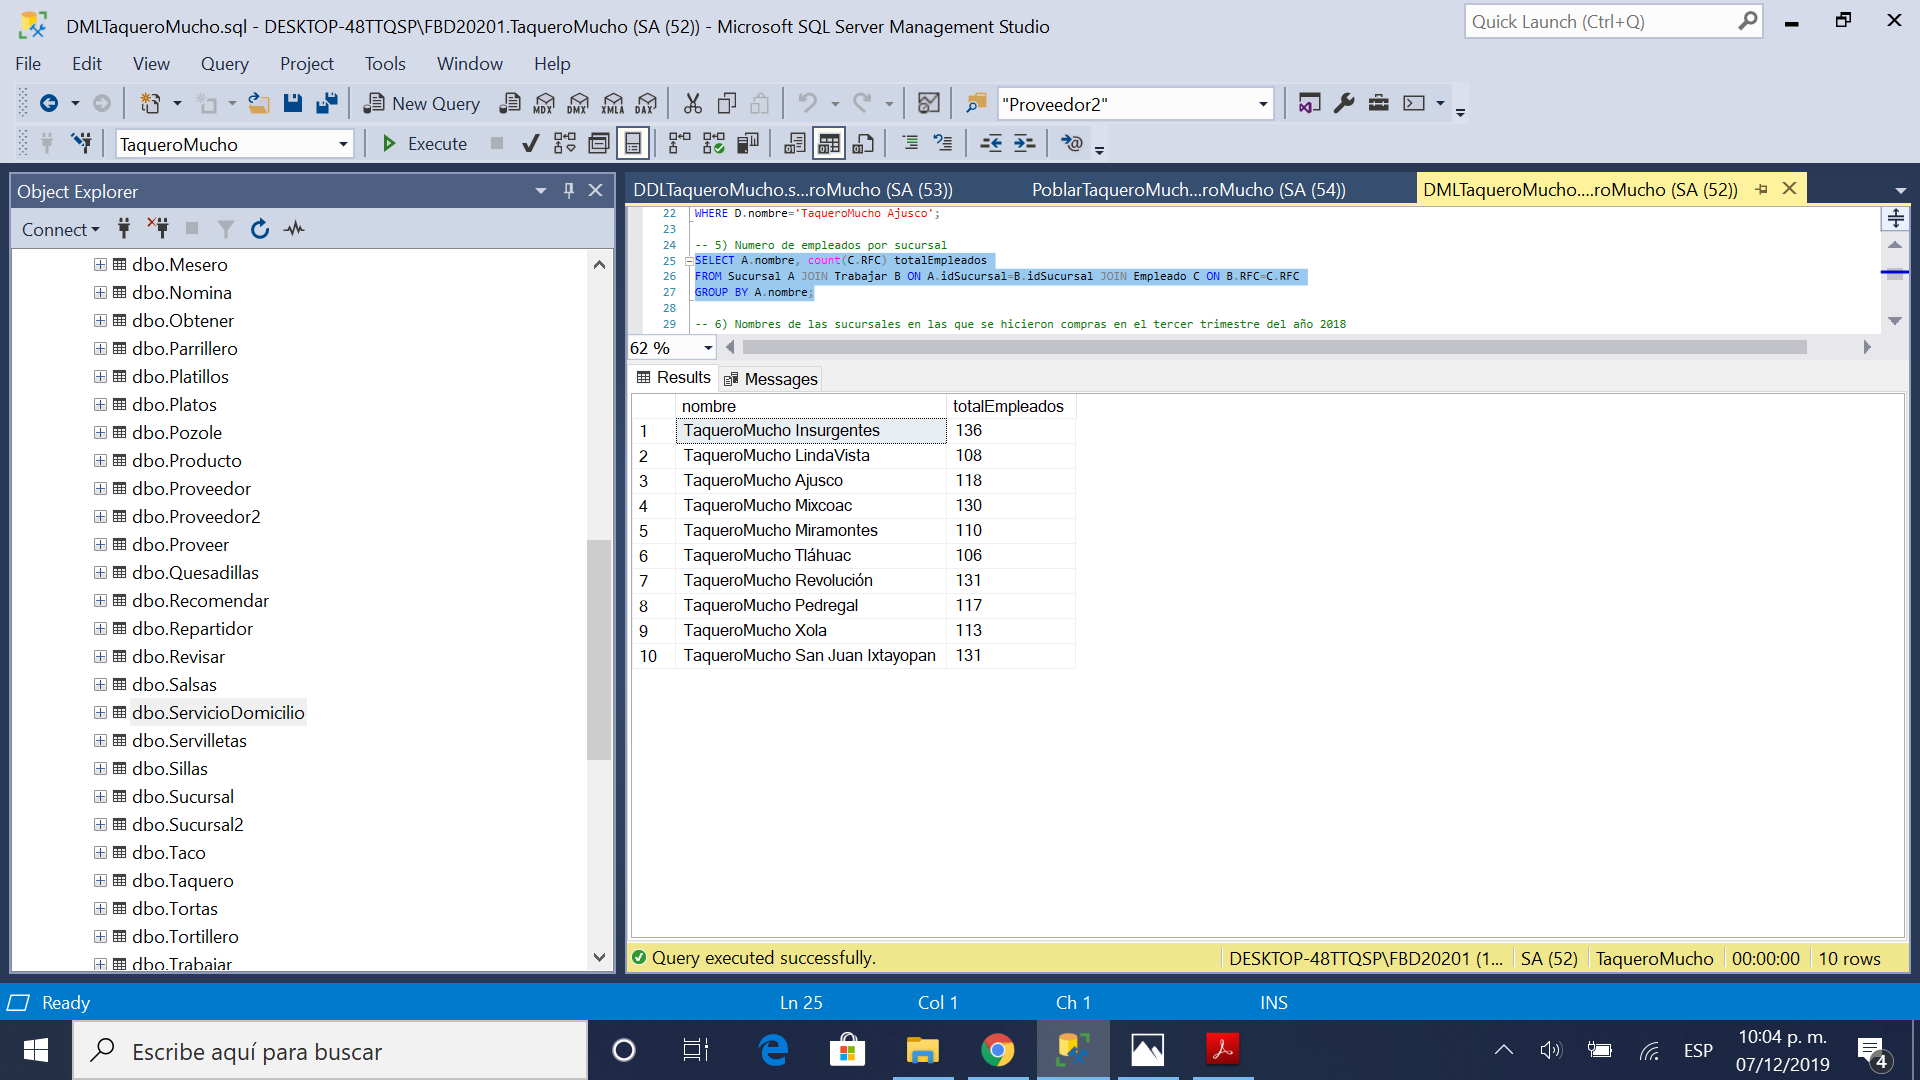 DMLTaqueroMucho.sql - DESKTOP-48TTQSP\FBD20201.TaqueroMucho (SA (52)) - Microsoft SQL Server Management Studio
Quick Launch (Ctrl+Q)
File Edit View Query Project Tools Window Help
New Query MDX DMX XMLA DAX "Proveedor2"
TaqueroMucho Execute
Object Explorer
Connect
dbo.Mesero
dbo.Nomina
dbo.Obtener
dbo.Parrillero
dbo.Platillos
dbo.Platos
dbo.Pozole
dbo.Producto
dbo.Proveedor
dbo.Proveedor2
dbo.Proveer
dbo.Quesadillas
dbo.Recomendar
dbo.Repartidor
dbo.Revisar
dbo.Salsas
dbo.ServicioDomicilio
dbo.Servilletas
dbo.Sillas
dbo.Sucursal
dbo.Sucursal2
dbo.Taco
dbo.Taquero
dbo.Tortas
dbo.Tortillero
dbo.Trabajar
DDLTaqueroMucho.s...roMucho (SA (53)) PoblarTaqueroMuch...roMucho (SA (54)) DMLTaqueroMucho....roMucho (SA (52))
22 WHERE D.nombre='TaqueroMucho Ajusco';
23
24 -- 5) Numero de empleados por sucursal
25 SELECT A.nombre, count(C.RFC) totalEmpleados
26 FROM Sucursal A JOIN Trabajar B ON A.idSucursal=B.idSucursal JOIN Empleado C ON B.RFC=C.RFC
27 GROUP BY A.nombre;
28
29 -- 6) Nombres de las sucursales en las que se hicieron compras en el tercer trimestre del año 2018
62 %
Results Messages
nombre totalEmpleados
1 TaqueroMucho Insurgentes 136
2 TaqueroMucho LindaVista 108
3 TaqueroMucho Ajusco 118
4 TaqueroMucho Mixcoac 130
5 TaqueroMucho Miramontes 110
6 TaqueroMucho Tláhuac 106
7 TaqueroMucho Revolución 131
8 TaqueroMucho Pedregal 117
9 TaqueroMucho Xola 113
10 TaqueroMucho San Juan Ixtayopan 131
Query executed successfully. DESKTOP-48TTQSP\FBD20201 (1... SA (52) TaqueroMucho 00:00:00 10 rows
Ready Ln 25 Col 1 Ch 1 INS
Escribe aquí para buscar
ESP
10:04 p. m.
07/12/2019
4